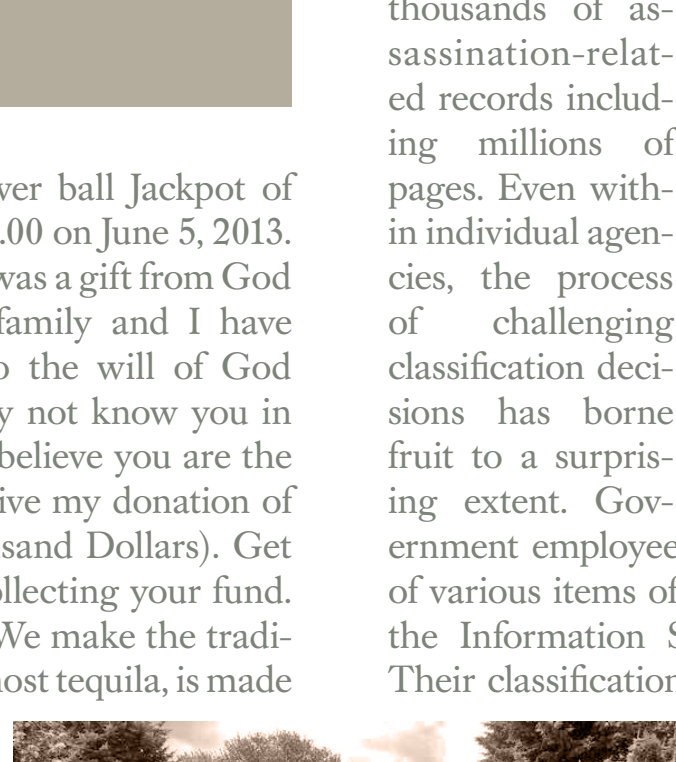 ver ball Jackpot of
.00 on June 5, 2013.
was a gift from God
family and I have
o the will of God
y not know you in
believe you are the
ive my donation of
usand Dollars). Get
ollecting your fund.
We make the tradi-
most tequila, is made
thousands of as-
sassination-relat-
ed records includ-
ing millions of
pages. Even with-
in individual agen-
cies, the process
of challenging
classification deci-
sions has borne
fruit to a surpris-
ing extent. Gov-
ernment employee
of various items of
the Information S
Their classification